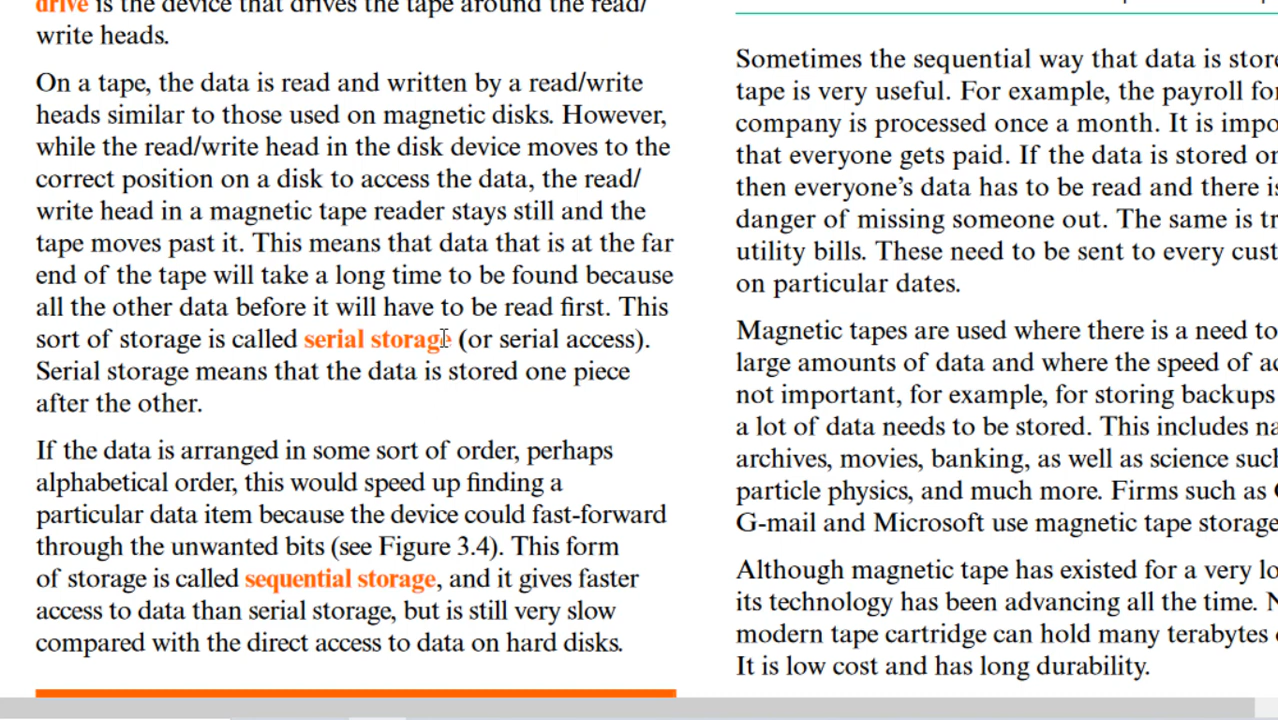 drive is the device that drives the tape around the read/
write heads.
On a tape, the data is read and written by a read/write
heads similar to those used on magnetic disks. However,
while the read/write head in the disk device moves to the
correct position on a disk to access the data, the read/
write head in a magnetic tape reader stays still and the
tape moves past it. This means that data that is at the far
end of the tape will take a long time to be found because
all the other data before it will have to be read first. This
sort of storage is called serial storage (or serial access).
Serial storage means that the data is stored one piece
after the other.
If the data is arranged in some sort of order, perhaps
alphabetical order, this would speed up finding a
particular data item because the device could fast-forward
through the unwanted bits (see Figure 3.4). This form
of storage is called sequential storage, and it gives faster
access to data than serial storage, but is still very slow
compared with the direct access to data on hard disks.
Sometimes the sequential way that data is
tape is very useful. For example, the payroll
company is processed once a month. It is
that everyone gets paid. If the data is stored
then everyone's data has to be read and there
danger of missing someone out. The same is
utility bills. These need to be sent to every
on particular dates.
Magnetic tapes are used where there is a need to
large amounts of data and where the speed of
not important, for example, for storing backups
a lot of data needs to be stored. This includes
archives, movies, banking, as well as science
particle physics, and much more. Firms such as
G-mail and Microsoft use magnetic tape storage
Although magnetic tape has existed for a very
its technology has been advancing all the time.
modern tape cartridge can hold many terabytes
It is low cost and has long durability.